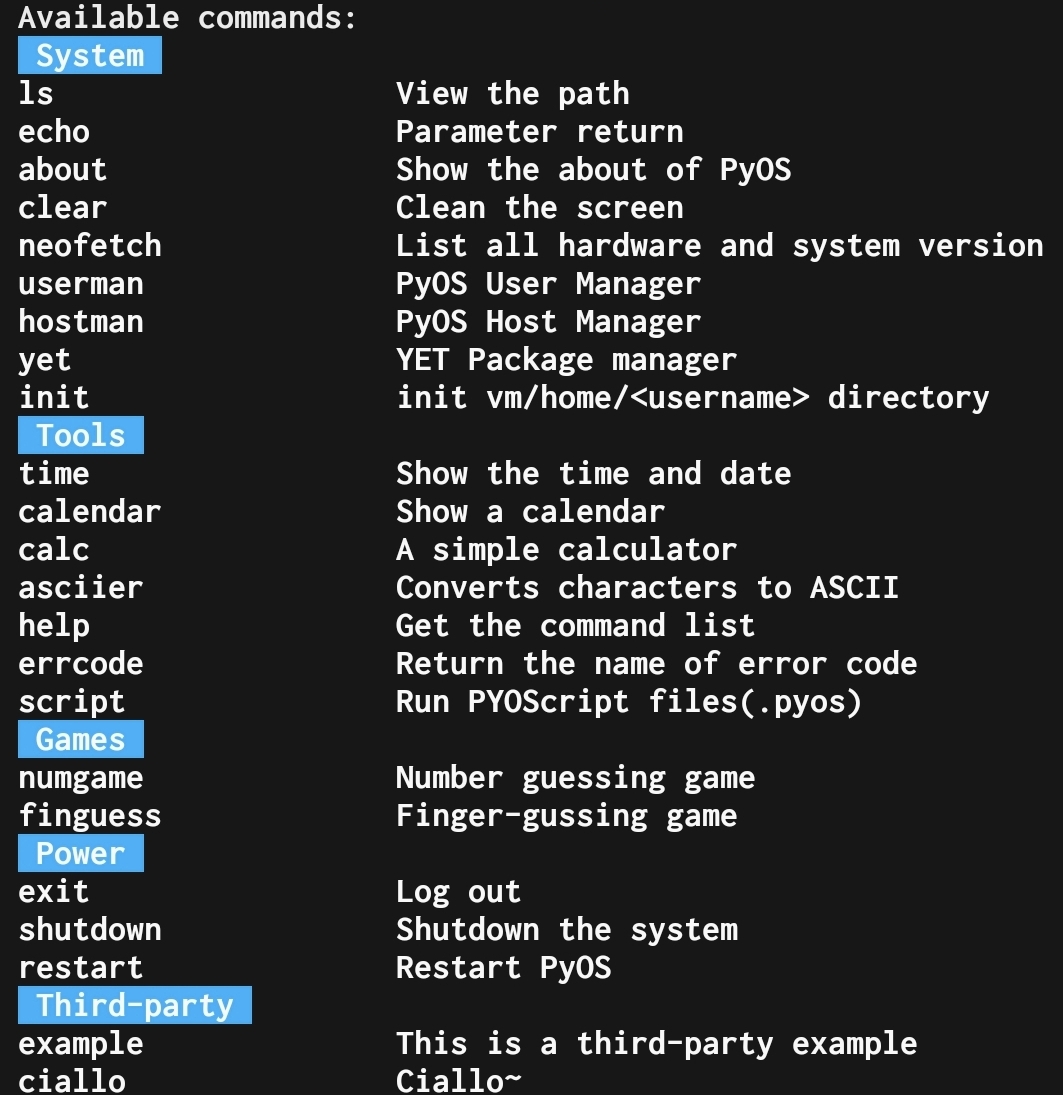 Available commands:
System
ls View the path
echo Parameter return
about Show the about of PyOS
clear Clean the screen
neofetch List all hardware and system version
userman PyOS User Manager
hostman PyOS Host Manager
yet YET Package manager
init init vm/home/<username> directory
Tools
time Show the time and date
calendar Show a calendar
calc A simple calculator
asciier Converts characters to ASCII
help Get the command list
errcode Return the name of error code
script Run PYOScript files(.pyos)
Games
numgame Number guessing game
finguess Finger-gussing game
Power
exit Log out
shutdown Shutdown the system
restart Restart PyOS
Third-party
example This is a third-party example
ciallo Ciallo~